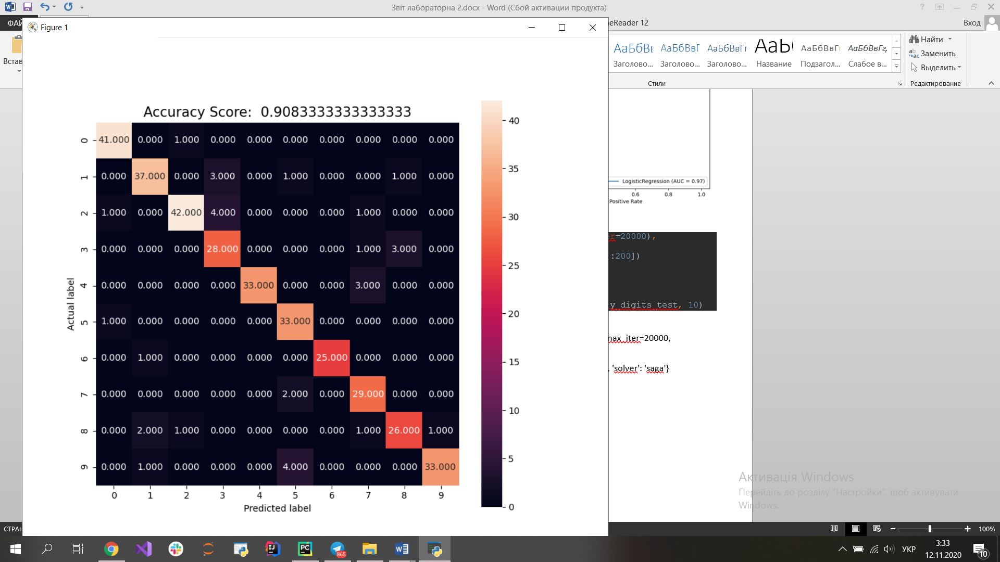 Звіт лабораторна 2.docx - Word (Сбой активации продукта)
ФАЙ
eReader 12
Вход
Figure 1
Встав
АаБбВı АаБбВвГ АаБбВвГг АаЬ АаБбВвГı АаБбВвГг,
Заголово... Заголово... Заголово... Название Подзагол... Слабое в...
Стили
Найти
Заменить
Выделить
Редактирование
Accuracy Score: 0.9083333333333333
0 41.000 0.000 1.000 0.000 0.000 0.000 0.000 0.000 0.000 0.000
1 0.000 37.000 0.000 3.000 0.000 1.000 0.000 0.000 1.000 0.000
2 1.000 0.000 42.000 4.000 0.000 0.000 0.000 1.000 0.000 0.000
3 0.000 0.000 0.000 28.000 0.000 0.000 0.000 1.000 3.000 0.000
4 0.000 0.000 0.000 0.000 33.000 0.000 0.000 3.000 0.000 0.000
5 1.000 0.000 0.000 0.000 0.000 33.000 0.000 0.000 0.000 0.000
6 0.000 1.000 0.000 0.000 0.000 0.000 25.000 0.000 0.000 0.000
7 0.000 0.000 0.000 0.000 0.000 2.000 0.000 29.000 0.000 0.000
8 0.000 2.000 1.000 0.000 0.000 0.000 0.000 1.000 26.000 1.000
9 0.000 1.000 0.000 0.000 0.000 4.000 0.000 0.000 0.000 33.000
0 1 2 3 4 5 6 7 8 9
Predicted label
Actual label
40
35
30
25
20
15
10
5
0
LogisticRegression (AUC = 0.97)
0.6 0.8 1.0
Positive Rate
er=20000),
:200])
y_digits_test, 10)
max_iter=20000,
, 'solver': 'saga'}
Активація Windows
Перейдіть до розділу "Настройки", щоб активувати
Windows.
СТРАН
100%
865
УКР
3:33
12.11.2020
10